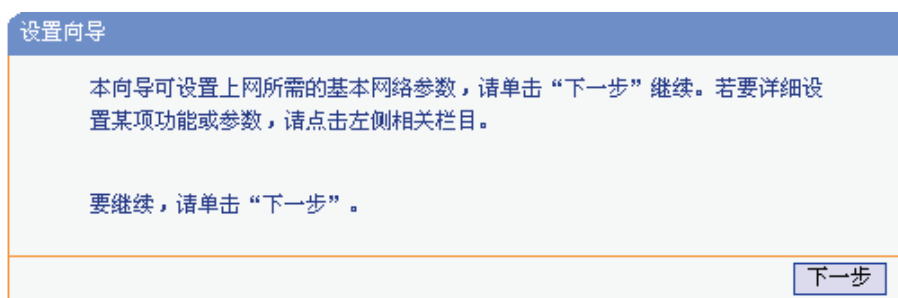 设置向导
本向导可设置上网所需的基本网络参数，请单击“下一步”继续。若要详细设
置某项功能或参数，请点击左侧相关栏目。
要继续，请单击“下一步”。
下一步